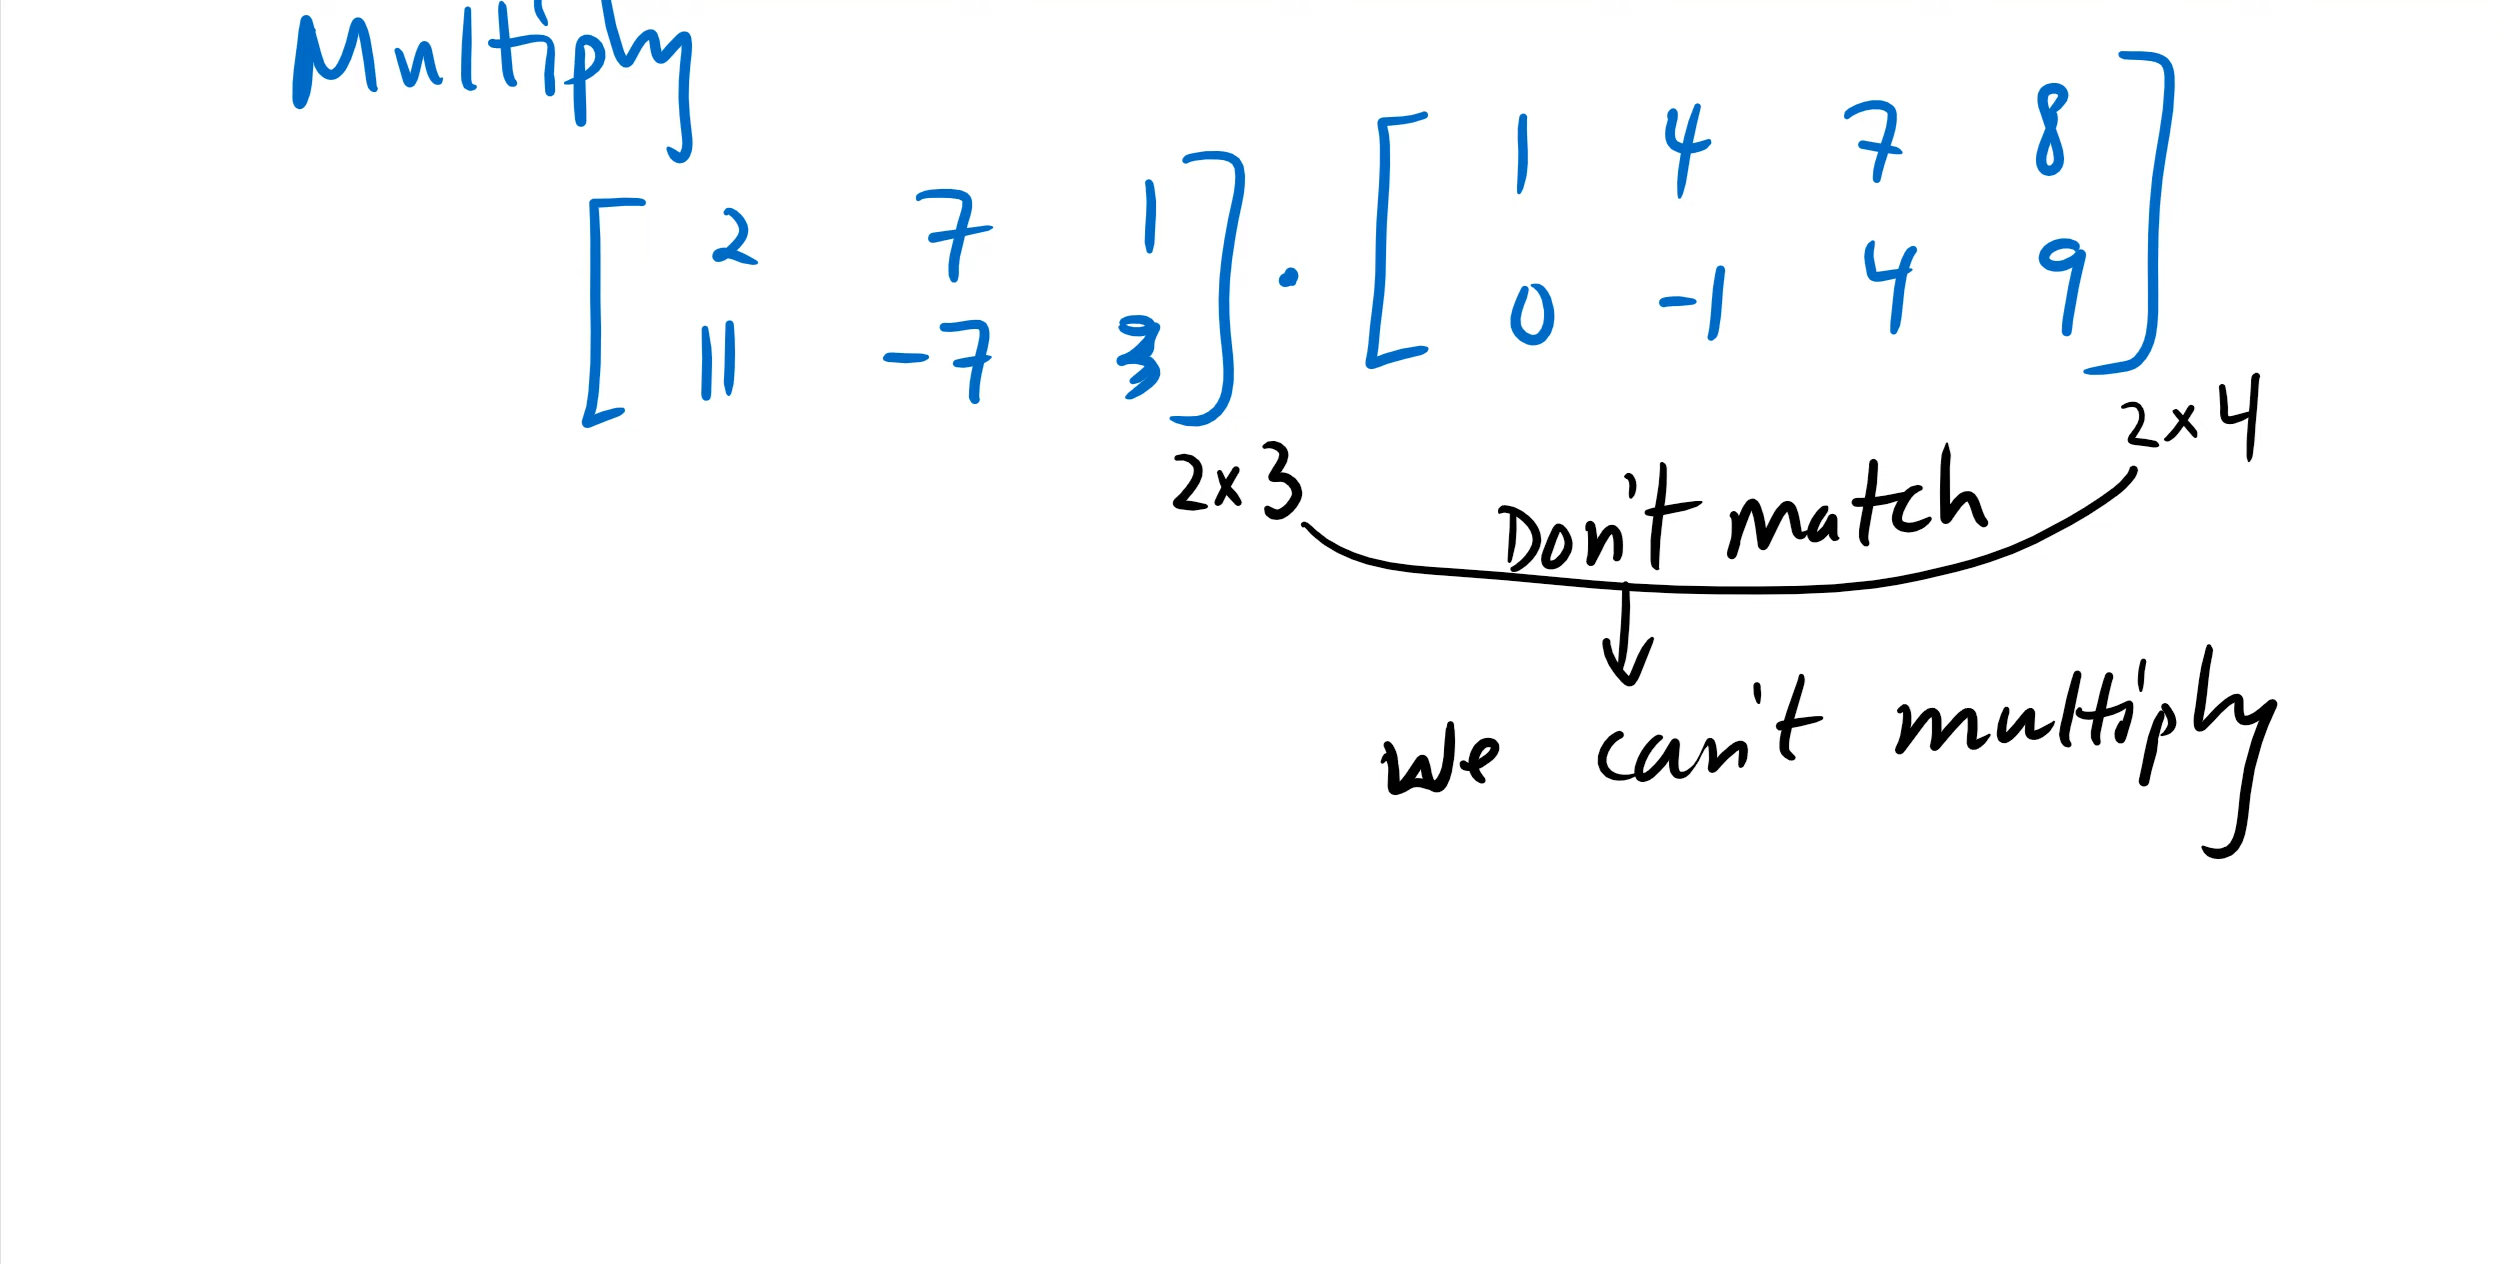 Multiply
[ 2 7 1 ] · [ 1 4 7 8 ]
[ 11 -7 3 ] [ 0 -1 4 9 ]
2x3 2x4
Don't match
we can't multiply